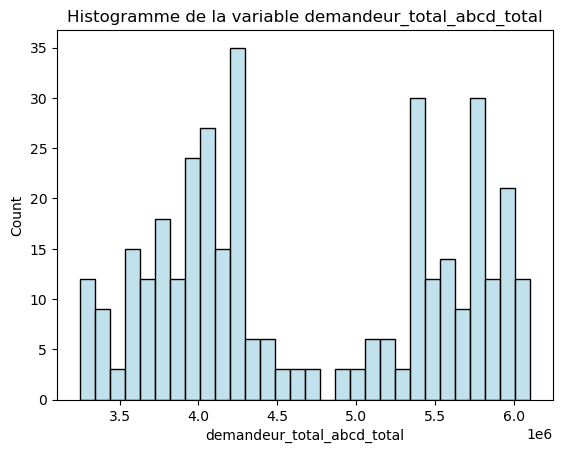 Histogramme de la variable demandeur_total_abcd_total
35
30
25
20
15
10
5
0
Count
3.5 4.0 4.5 5.0 5.5 6.0
1e6
demandeur_total_abcd_total